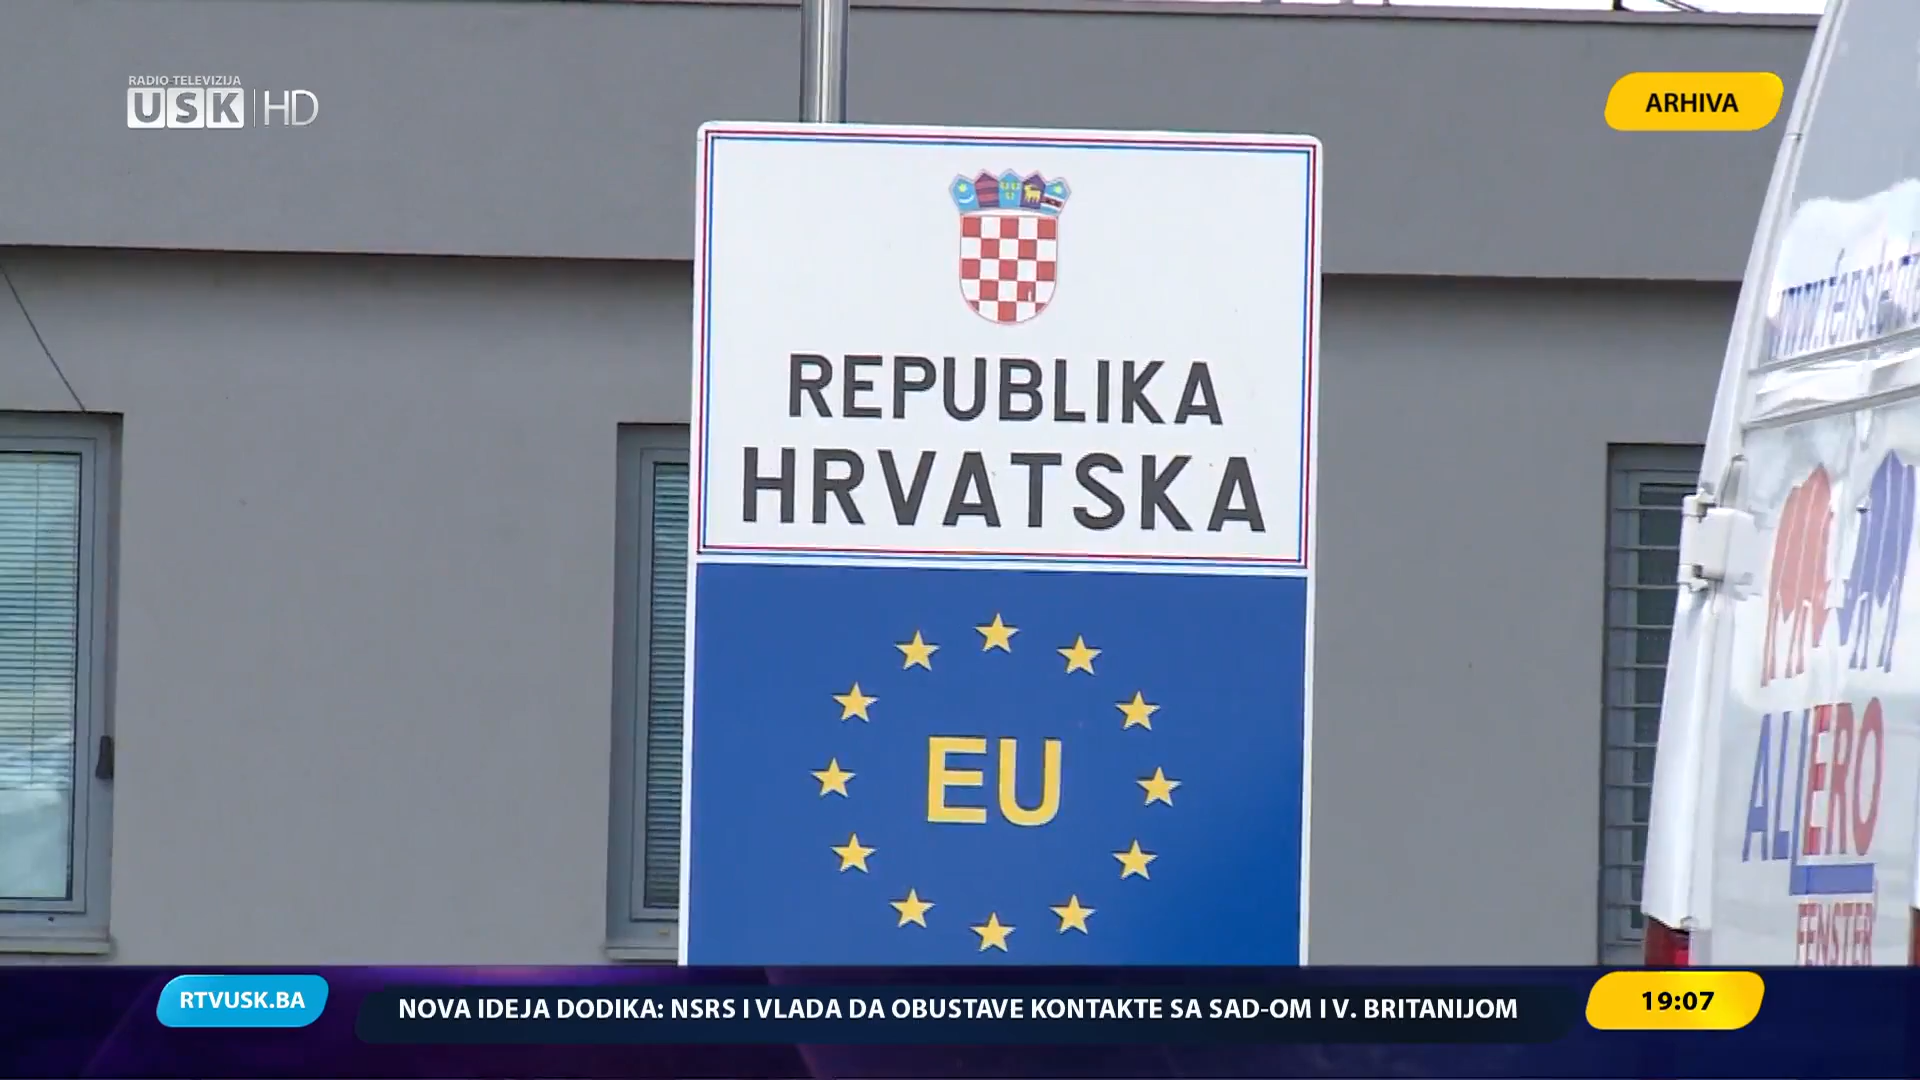 RADIO TELEVIZIJA
USK HD
ARHIVA
REPUBLIKA
HRVATSKA
EU
ALLERO
FENSTER
RTVUSK.BA
NOVA IDEJA DODIKA: NSRS I VLADA DA OBUSTAVE KONTAKTE SA SAD-OM I V. BRITANIJOM
19:07